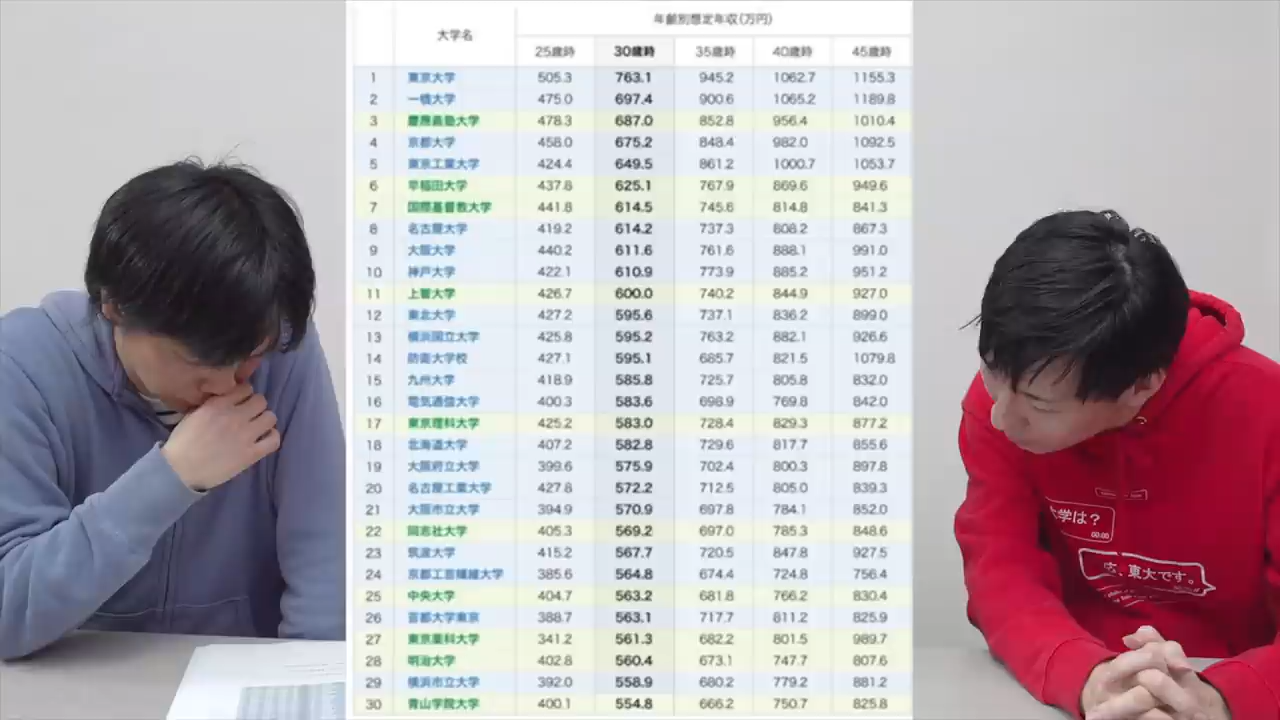 大学名 年齢別想定年収(万円)
25歳時 30歳時 35歳時 40歳時 45歳時
1 東京大学 505.3 763.1 945.2 1062.7 1155.3
2 一橋大学 475.0 697.4 900.6 1065.2 1189.8
3 慶應義塾大学 478.3 687.0 852.8 956.4 1010.4
4 京都大学 458.0 675.2 848.4 982.0 1092.5
5 東京工業大学 424.4 649.5 861.2 1000.7 1053.7
6 早稲田大学 437.8 625.1 767.9 869.6 949.6
7 国際基督教大学 441.8 614.5 745.6 814.8 841.3
8 名古屋大学 419.2 614.2 737.3 808.2 867.3
9 大阪大学 440.2 611.6 761.6 888.1 991.0
10 神戸大学 422.1 610.9 773.9 885.2 951.2
11 上智大学 426.7 600.0 740.2 844.9 927.0
12 東北大学 427.2 595.6 737.1 836.2 899.0
13 横浜国立大学 425.8 595.2 763.2 882.1 926.6
14 防衛大学校 427.1 595.1 685.7 821.5 1079.8
15 九州大学 418.9 585.8 725.7 805.8 832.0
16 電気通信大学 400.3 583.6 698.9 769.8 842.0
17 東京理科大学 425.2 583.0 728.4 829.3 877.2
18 北海道大学 407.2 582.8 729.6 817.7 855.6
19 大阪府立大学 399.6 575.9 702.4 800.3 897.8
20 名古屋工業大学 427.8 572.2 712.5 805.0 839.3
21 大阪市立大学 394.9 570.9 697.8 784.1 852.0
22 同志社大学 405.3 569.2 697.0 785.3 848.6
23 筑波大学 415.2 567.7 720.5 847.8 927.5
24 京都工芸繊維大学 385.6 564.8 674.4 724.8 756.4
25 中央大学 404.7 563.2 681.8 766.2 830.4
26 首都大学東京 388.7 563.1 717.7 811.2 825.9
27 東京薬科大学 341.2 561.3 682.2 801.5 989.7
28 明治大学 402.8 560.4 673.1 747.7 807.6
29 横浜市立大学 392.0 558.9 680.2 779.2 881.2
30 青山学院大学 400.1 554.8 666.2 750.7 825.8
大学は?
00:00
東大です。